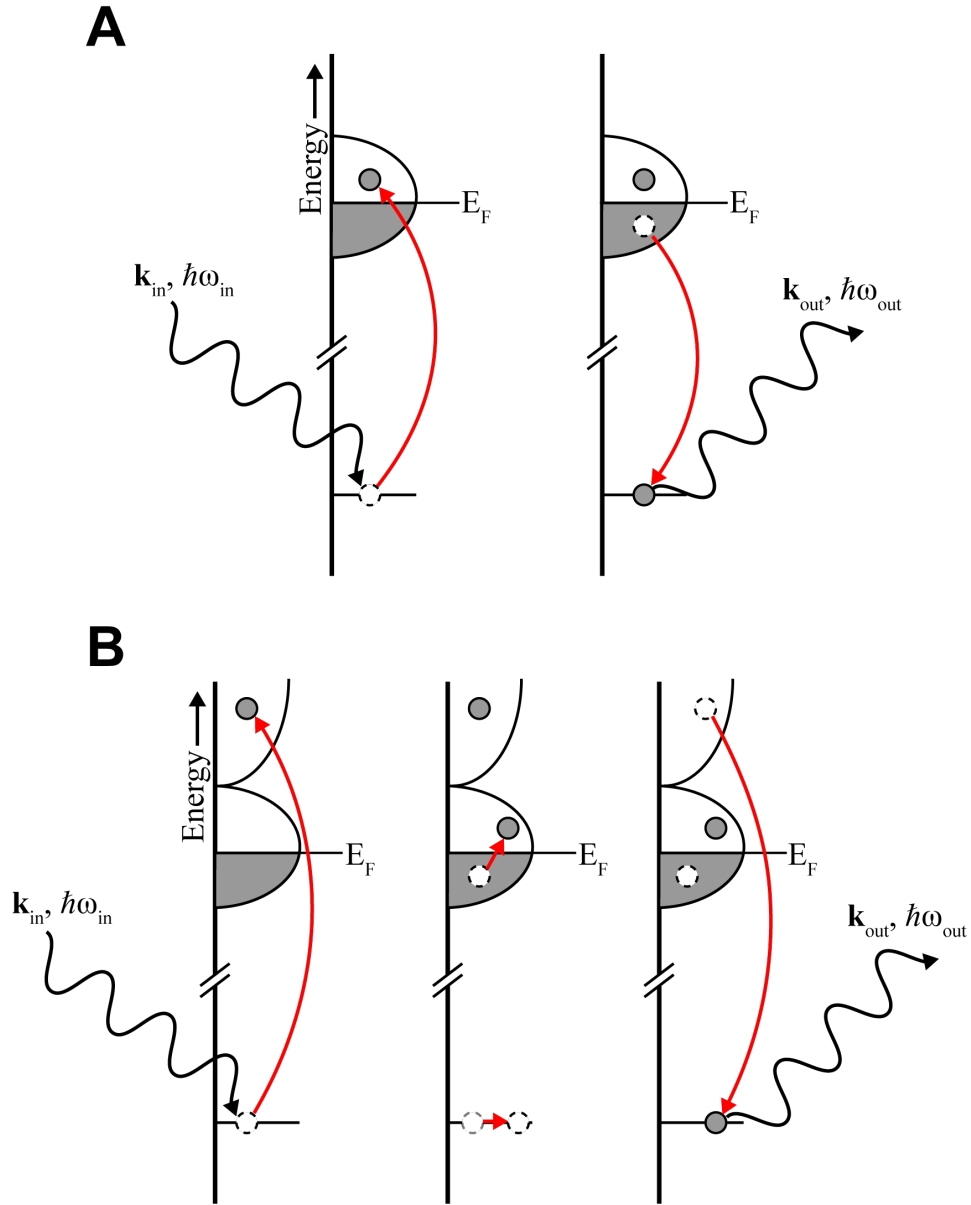 A
Energy
E_F
E_F
𝐤_in, ℏω_in
𝐤_out, ℏω_out
B
Energy
E_F
E_F
E_F
𝐤_in, ℏω_in
𝐤_out, ℏω_out